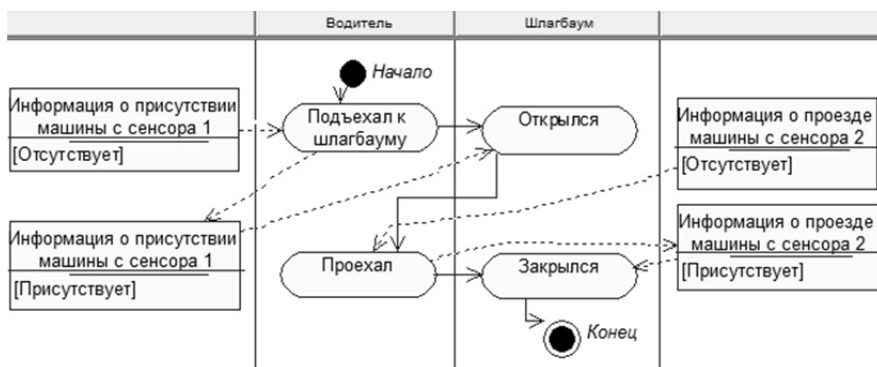 Водитель
Шлагбаум
Начало
Информация о присутствии
машины с сенсора 1
[Отсутствует]
Подъехал к
шлагбауму
Открылся
Информация о проезде
машины с сенсора 2
[Отсутствует]
Информация о присутствии
машины с сенсора 1
[Присутствует]
Проехал
Закрылся
Информация о проезде
машины с сенсора 2
[Присутствует]
Конец